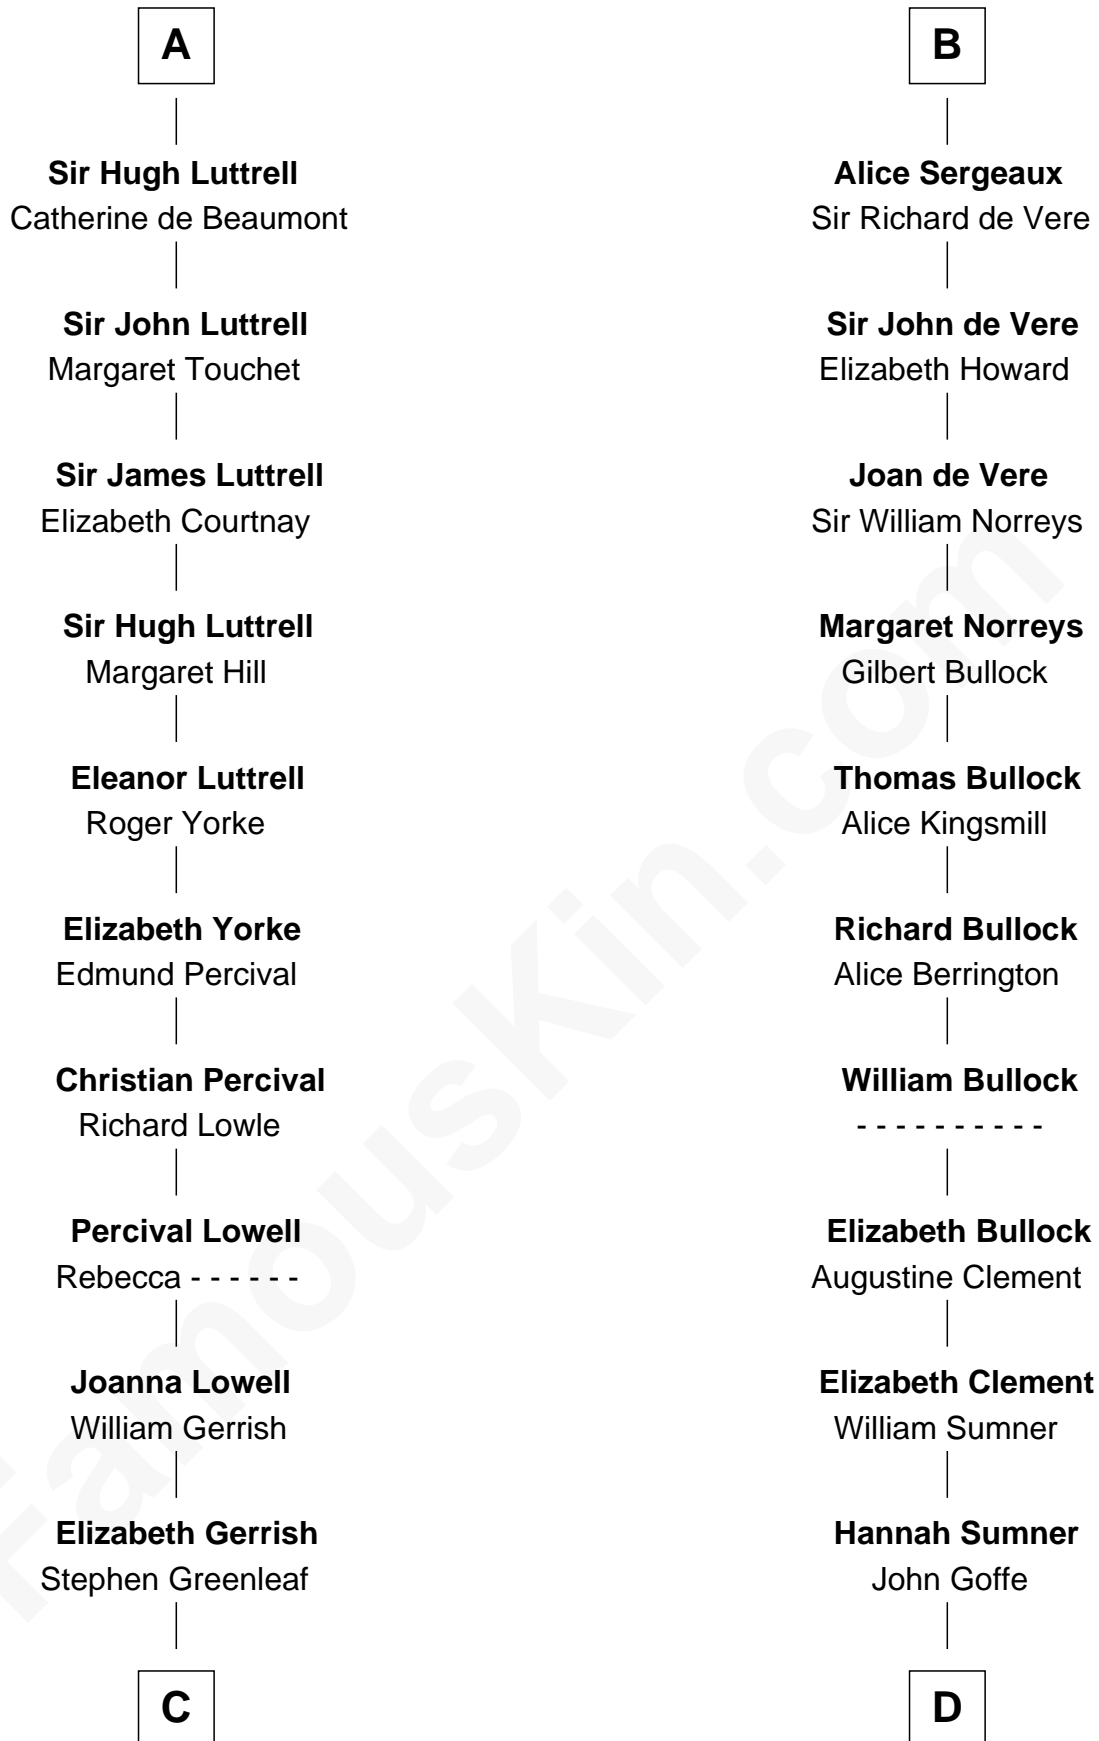 A
Sir Hugh Luttrell
Catherine de Beaumont
Sir John Luttrell
Margaret Touchet
Sir James Luttrell
Elizabeth Courtnay
Sir Hugh Luttrell
Margaret Hill
Eleanor Luttrell
Roger Yorke
Elizabeth Yorke
Edmund Percival
Christian Percival
Richard Lowle
Percival Lowell
Rebecca - - - - - -
Joanna Lowell
William Gerrish
Elizabeth Gerrish
Stephen Greenleaf
C
B
Alice Sergeaux
Sir Richard de Vere
Sir John de Vere
Elizabeth Howard
Joan de Vere
Sir William Norreys
Margaret Norreys
Gilbert Bullock
Thomas Bullock
Alice Kingsmill
Richard Bullock
Alice Berrington
William Bullock
- - - - - - - - - -
Elizabeth Bullock
Augustine Clement
Elizabeth Clement
William Sumner
Hannah Sumner
John Goffe
D
FamousKin.com